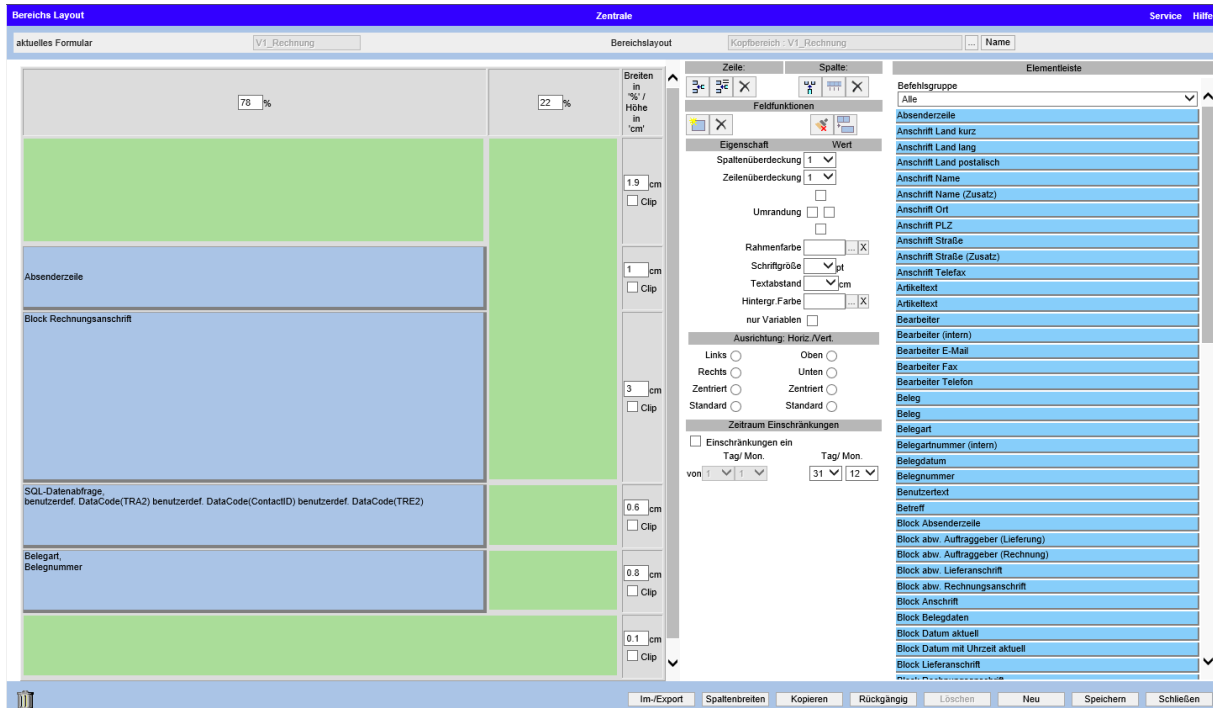 Bereichs Layout Zentrale Service Hilfe
aktuelles Formular V1_Rechnung Bereichslayout Kopfbereich : V1_Rechnung ... Name
78 % 22 %
Breiten
in
'%' /
Höhe
in
'cm'
1.9 cm
Clip
Absenderzeile
1 cm
Clip
Block Rechnungsanschrift
3 cm
Clip
SQL-Datenabfrage,
benutzerdef. DataCode(TRA2) benutzerdef. DataCode(ContactID) benutzerdef. DataCode(TRE2)
0.6 cm
Clip
Belegart,
Belegnummer
0.8 cm
Clip
0.1 cm
Clip
Zeile: Spalte:
Feldfunktionen
Eigenschaft Wert
Spaltenüberdeckung 1
Zeilenüberdeckung 1
Umrandung
Rahmenfarbe ... X
Schriftgröße pt
Textabstand cm
Hintergr.Farbe ... X
nur Variablen
Ausrichtung: Horiz./Vert.
Links Oben
Rechts Unten
Zentriert Zentriert
Standard Standard
Zeitraum Einschränkungen
Einschränkungen ein
Tag/ Mon. Tag/ Mon.
von 1 1 31 12
Elementleiste
Befehlsgruppe
Alle
Absenderzeile
Anschrift Land kurz
Anschrift Land lang
Anschrift Land postalisch
Anschrift Name
Anschrift Name (Zusatz)
Anschrift Ort
Anschrift PLZ
Anschrift Straße
Anschrift Straße (Zusatz)
Anschrift Telefax
Artikeltext
Artikeltext
Bearbeiter
Bearbeiter (intern)
Bearbeiter E-Mail
Bearbeiter Fax
Bearbeiter Telefon
Beleg
Beleg
Belegart
Belegartnummer (intern)
Belegdatum
Belegnummer
Benutzertext
Betreff
Block Absenderzeile
Block abw. Auftraggeber (Lieferung)
Block abw. Auftraggeber (Rechnung)
Block abw. Lieferanschrift
Block abw. Rechnungsanschrift
Block Anschrift
Block Belegdaten
Block Datum aktuell
Block Datum mit Uhrzeit aktuell
Block Lieferanschrift
Im-/Export Spaltenbreiten Kopieren Rückgängig Löschen Neu Speichern Schließen